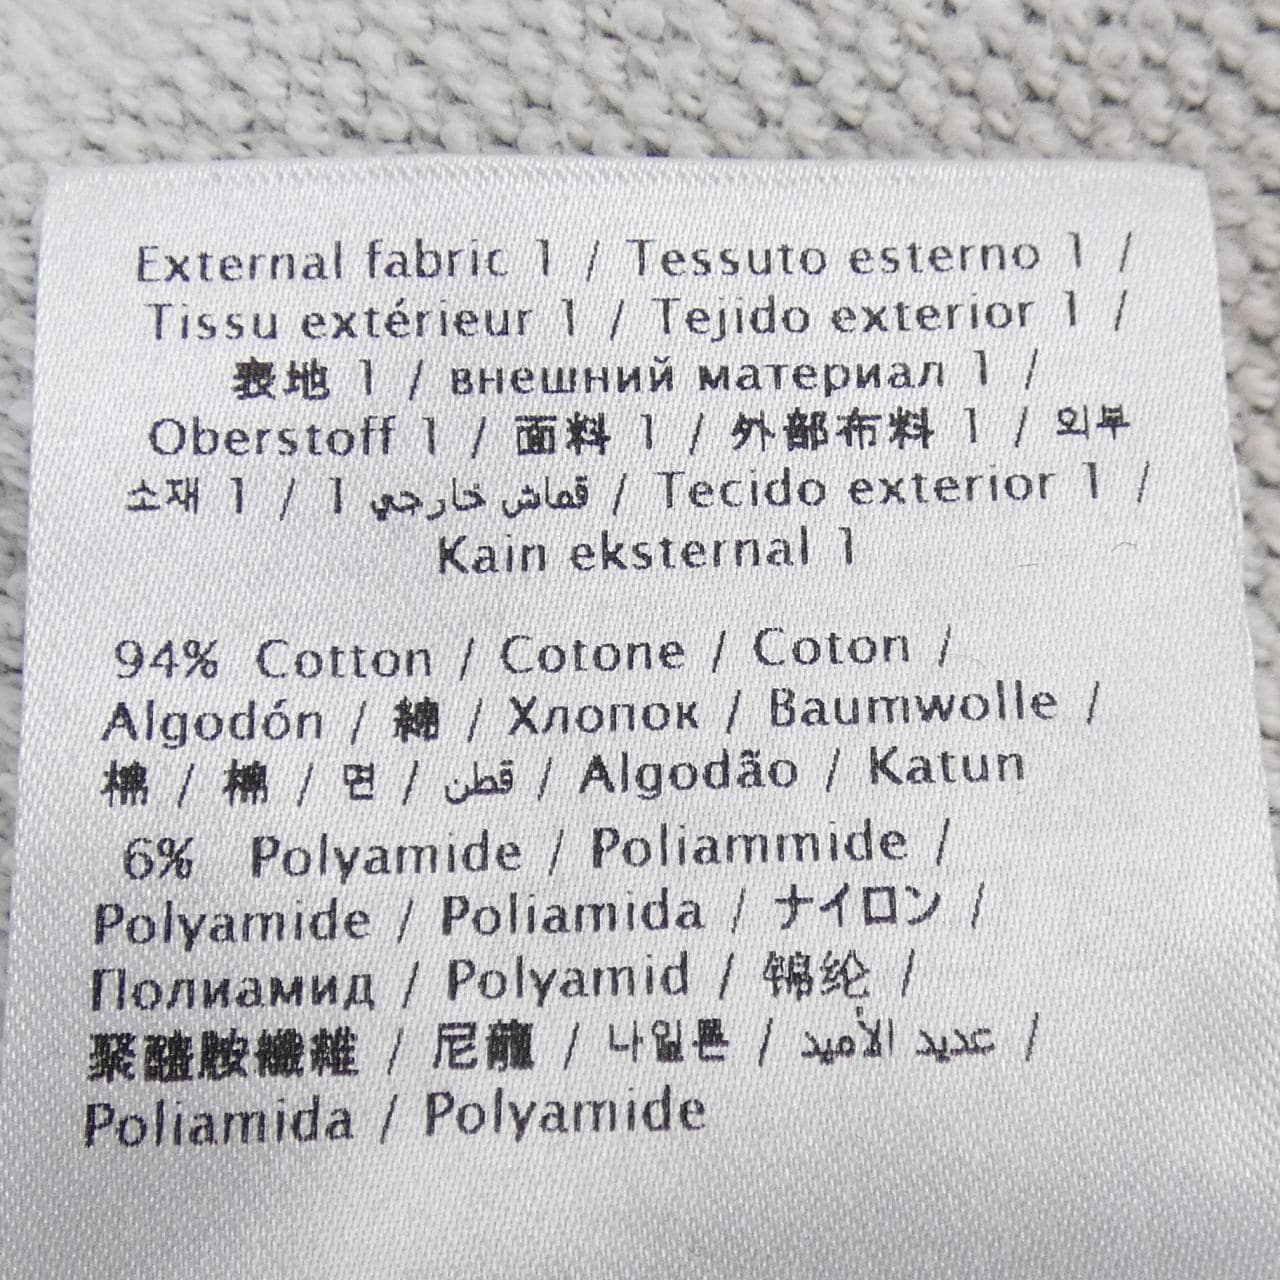 External fabric 1 / Tessuto esterno 1 /
Tissu extérieur 1 / Tejido exterior 1 /
表地 1 / внешний материал 1 /
Oberstoff 1 / 面料 1 / 外部布料 1 / 외부
소재 1 / 1 قماش خارجي / Tecido exterior 1 /
Kain eksternal 1
94% Cotton / Cotone / Coton /
Algodón / 綿 / Хлопок / Baumwolle /
棉 / 棉 / 면 / قطن / Algodão / Katun
6% Polyamide / Poliammide /
Polyamide / Poliamida / ナイロン /
Полиамид / Polyamid / 锦纶 /
聚醯胺纖維 / 尼龍 / 나일론 / عديد الأميد /
Poliamida / Polyamide